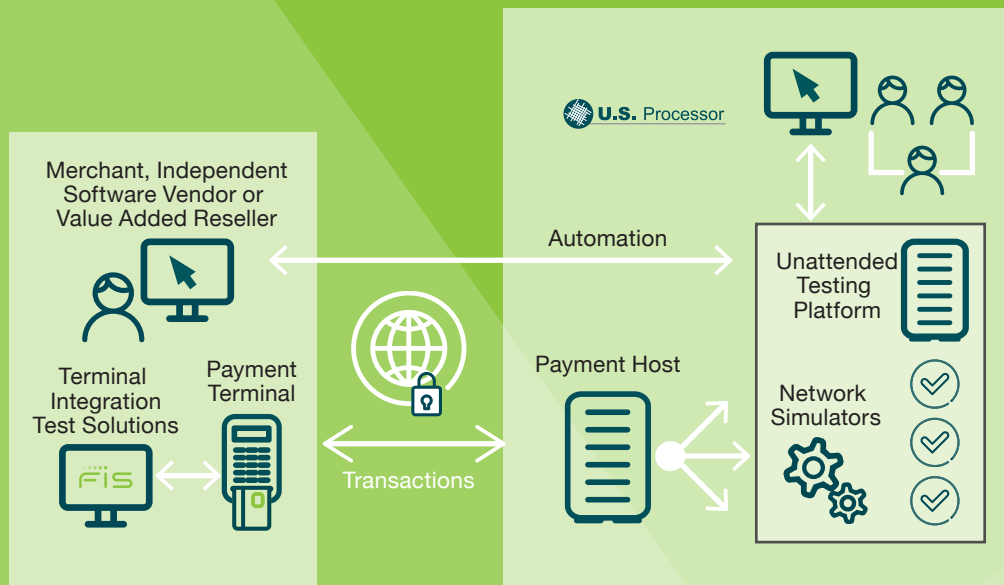 U.S. Processor
Merchant, Independent
Software Vendor or
Value Added Reseller
Automation
Unattended
Testing
Platform
Terminal
Integration
Test Solutions
Payment
Terminal
Payment Host
Network
Simulators
FIS
Transactions